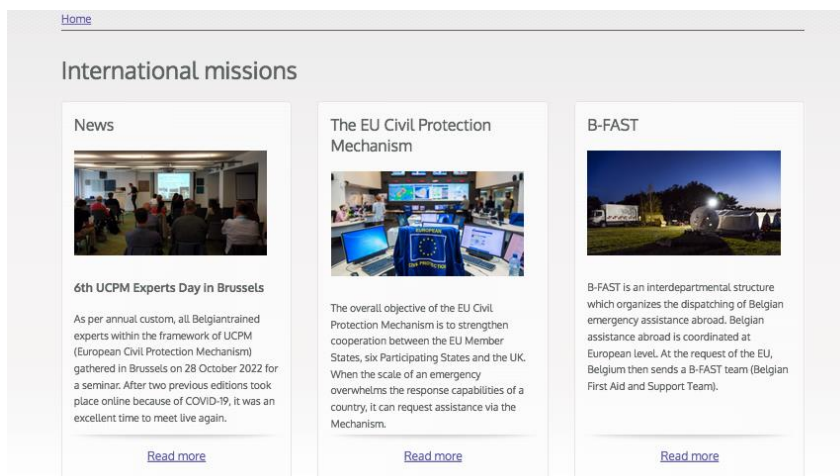 Home
International missions
News
6th UCPM Experts Day in Brussels
As per annual custom, all Belgiantrained
experts within the framework of UCPM
(European Civil Protection Mechanism)
gathered in Brussels on 28 October 2022 for
a seminar. After two previous editions took
place online because of COVID-19, it was an
excellent time to meet live again.
Read more
The EU Civil Protection
Mechanism
EUROPEAN
CIVIL PROTECTION
The overall objective of the EU Civil
Protection Mechanism is to strengthen
cooperation between the EU Member
States, six Participating States and the UK.
When the scale of an emergency
overwhelms the response capabilities of a
country, it can request assistance via the
Mechanism.
Read more
B-FAST
B-FAST is an interdepartmental structure
which organizes the dispatching of Belgian
emergency assistance abroad. Belgian
assistance abroad is coordinated at
European level. At the request of the EU,
Belgium then sends a B-FAST team (Belgian
First Aid and Support Team).
Read more